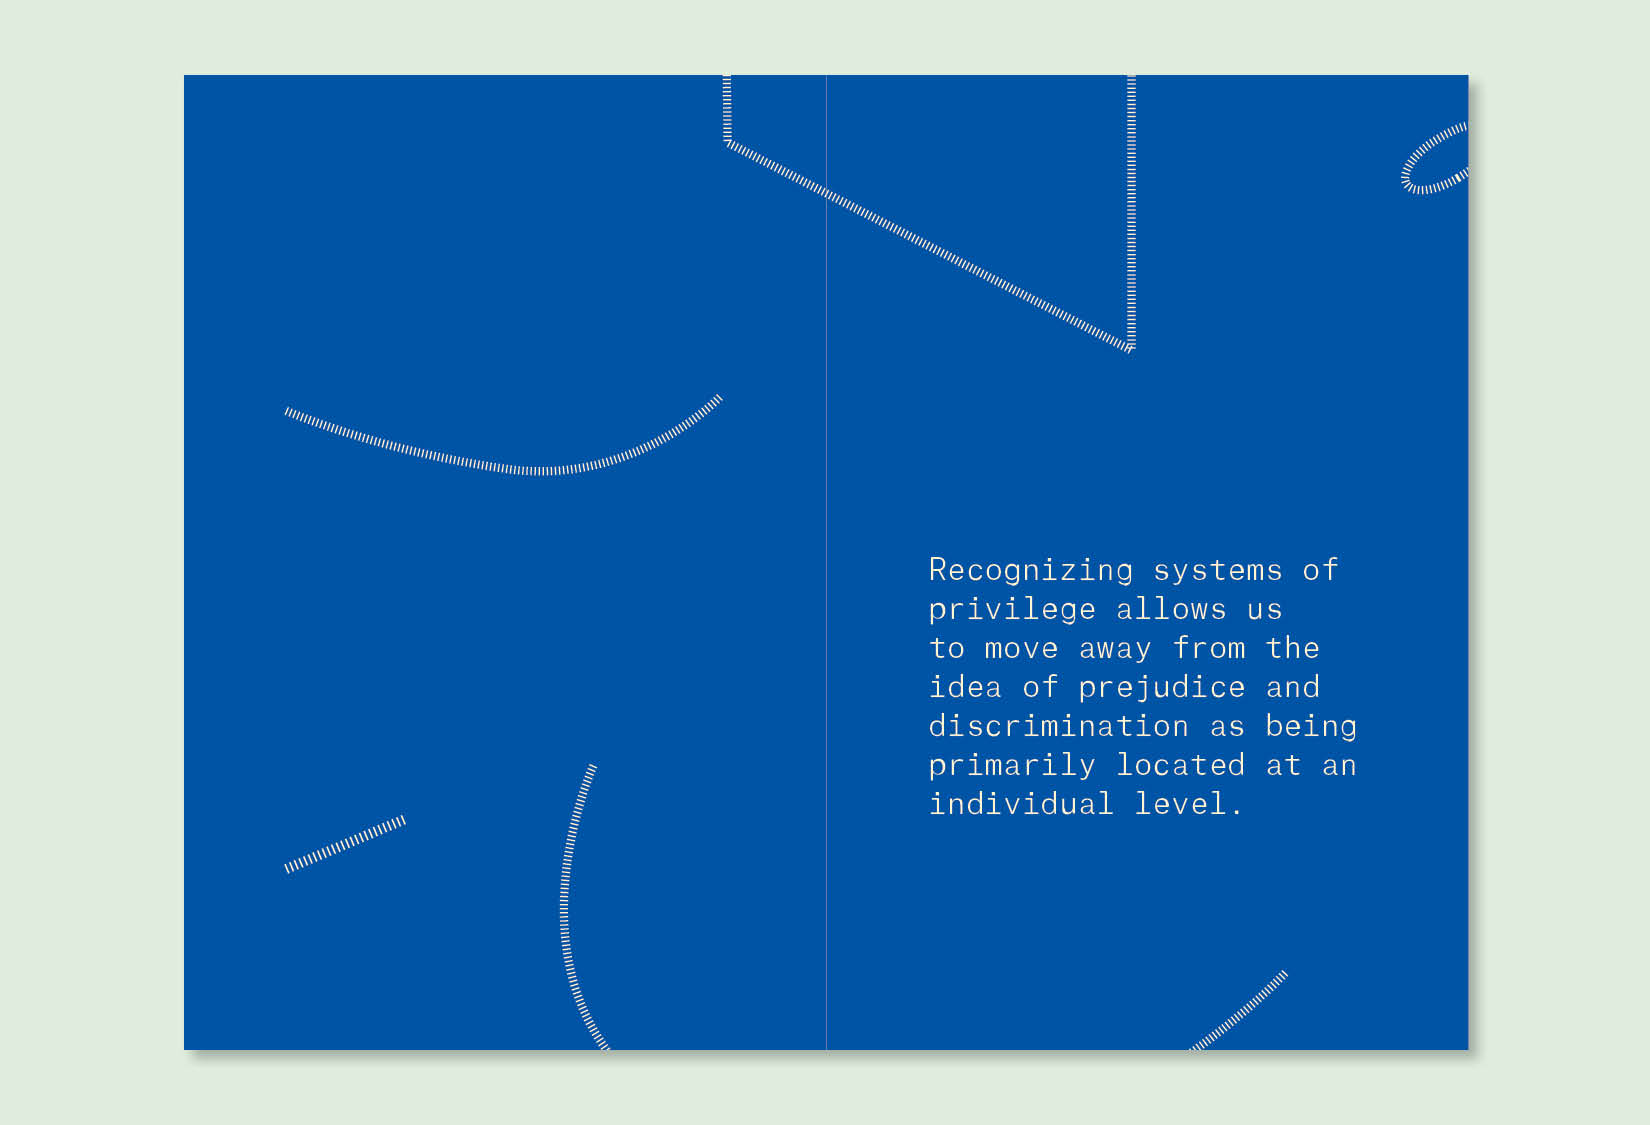 Recognizing systems of
privilege allows us
to move away from the
idea of prejudice and
discrimination as being
primarily located at an
individual level.